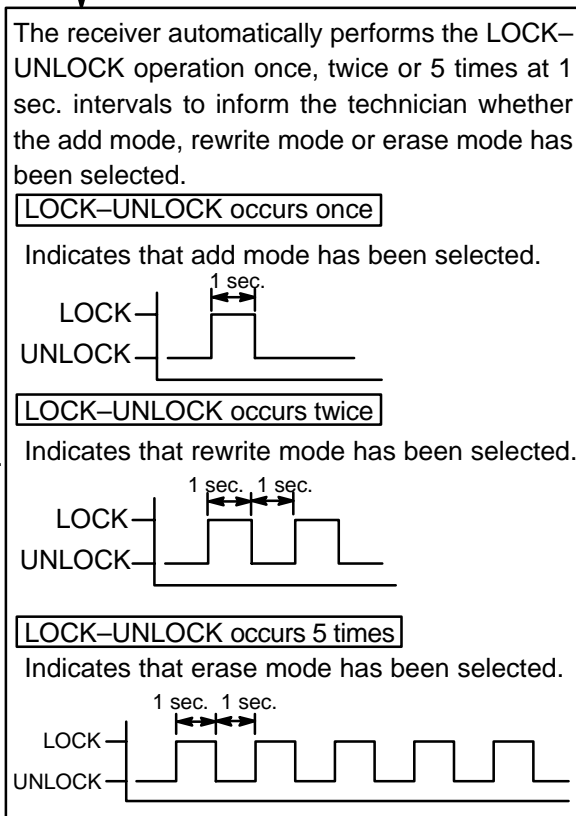 The receiver automatically performs the LOCK–
UNLOCK operation once, twice or 5 times at 1
sec. intervals to inform the technician whether
the add mode, rewrite mode or erase mode has
been selected.
LOCK–UNLOCK occurs once
Indicates that add mode has been selected.
1 sec.
LOCK
UNLOCK
LOCK–UNLOCK occurs twice
Indicates that rewrite mode has been selected.
1 sec. 1 sec.
LOCK
UNLOCK
LOCK–UNLOCK occurs 5 times
Indicates that erase mode has been selected.
1 sec. 1 sec.
LOCK
UNLOCK